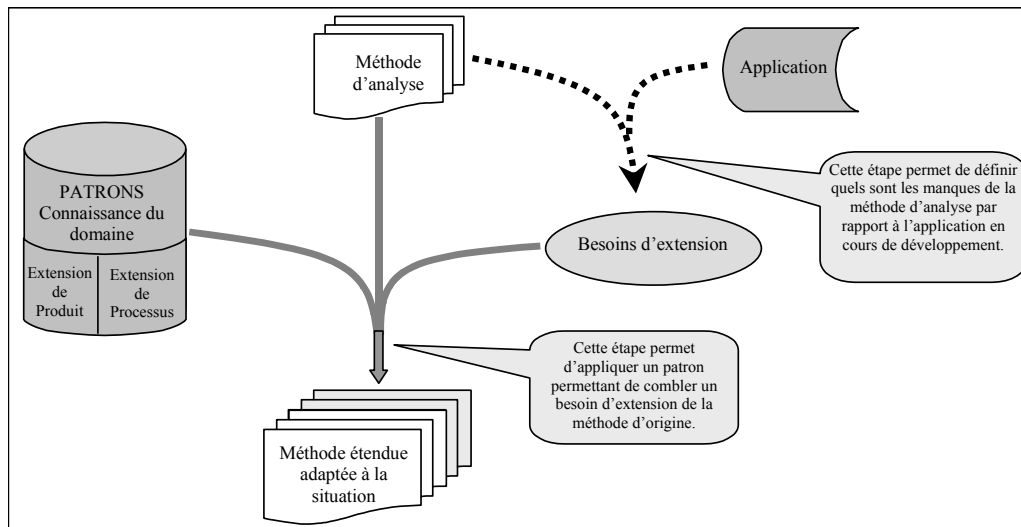 Méthode
d'analyse
Application
PATRONS
Connaissance du
domaine
Extension
de
Produit
Extension
de
Processus
Besoins d'extension
Cette étape permet de définir
quels sont les manques de la
méthode d'analyse par
rapport à l'application en
cours de développement.
Cette étape permet
d'appliquer un patron
permettant de combler un
besoin d'extension de la
méthode d'origine.
Méthode étendue
adaptée à la
situation